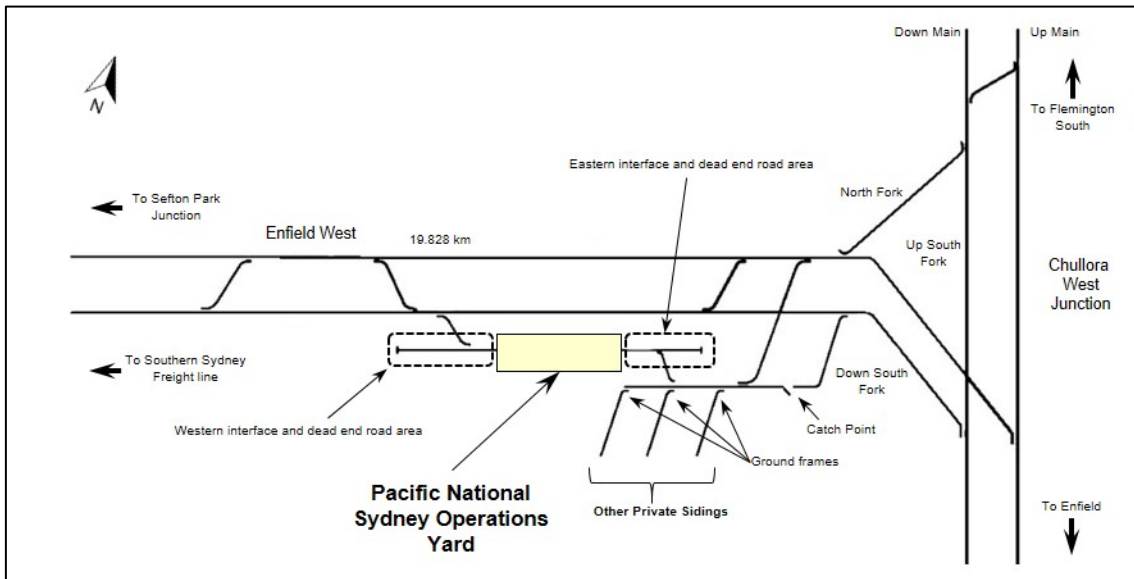 Down Main
Up Main
N
To Flemington
South
Eastern interface and dead end road area
To Sefton Park
Junction
North Fork
Enfield West
19.828 km
Up South
Fork
Chullora
West
Junction
To Southern Sydney
Freight line
Down South
Fork
Western interface and dead end road area
Catch Point
Ground frames
Pacific National
Sydney Operations
Yard
Other Private Sidings
To Enfield